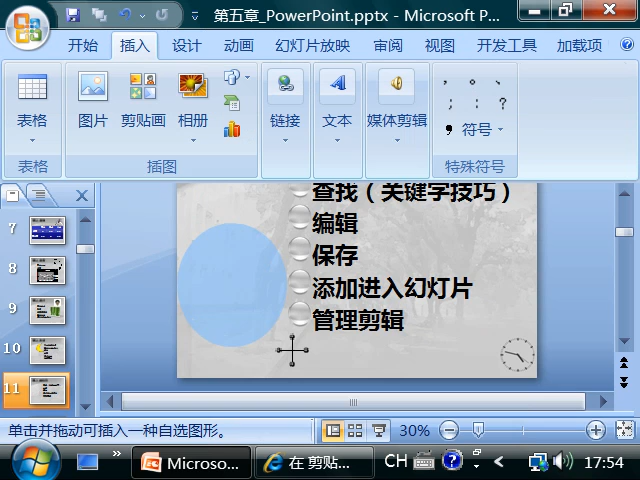 第五章_PowerPoint.pptx - Microsoft P...
开始 插入 设计 动画 幻灯片放映 审阅 视图 开发工具 加载项
表格 图片 剪贴画 相册 链接 文本 媒体剪辑 符号
, 。 、
; : ?
表格 插图 特殊符号
查找（关键字技巧）
编辑
保存
添加进入幻灯片
管理剪辑
7
8
9
10
11
单击并拖动可插入一种自选图形。 30%
Microso... 在 剪贴... CH 17:54